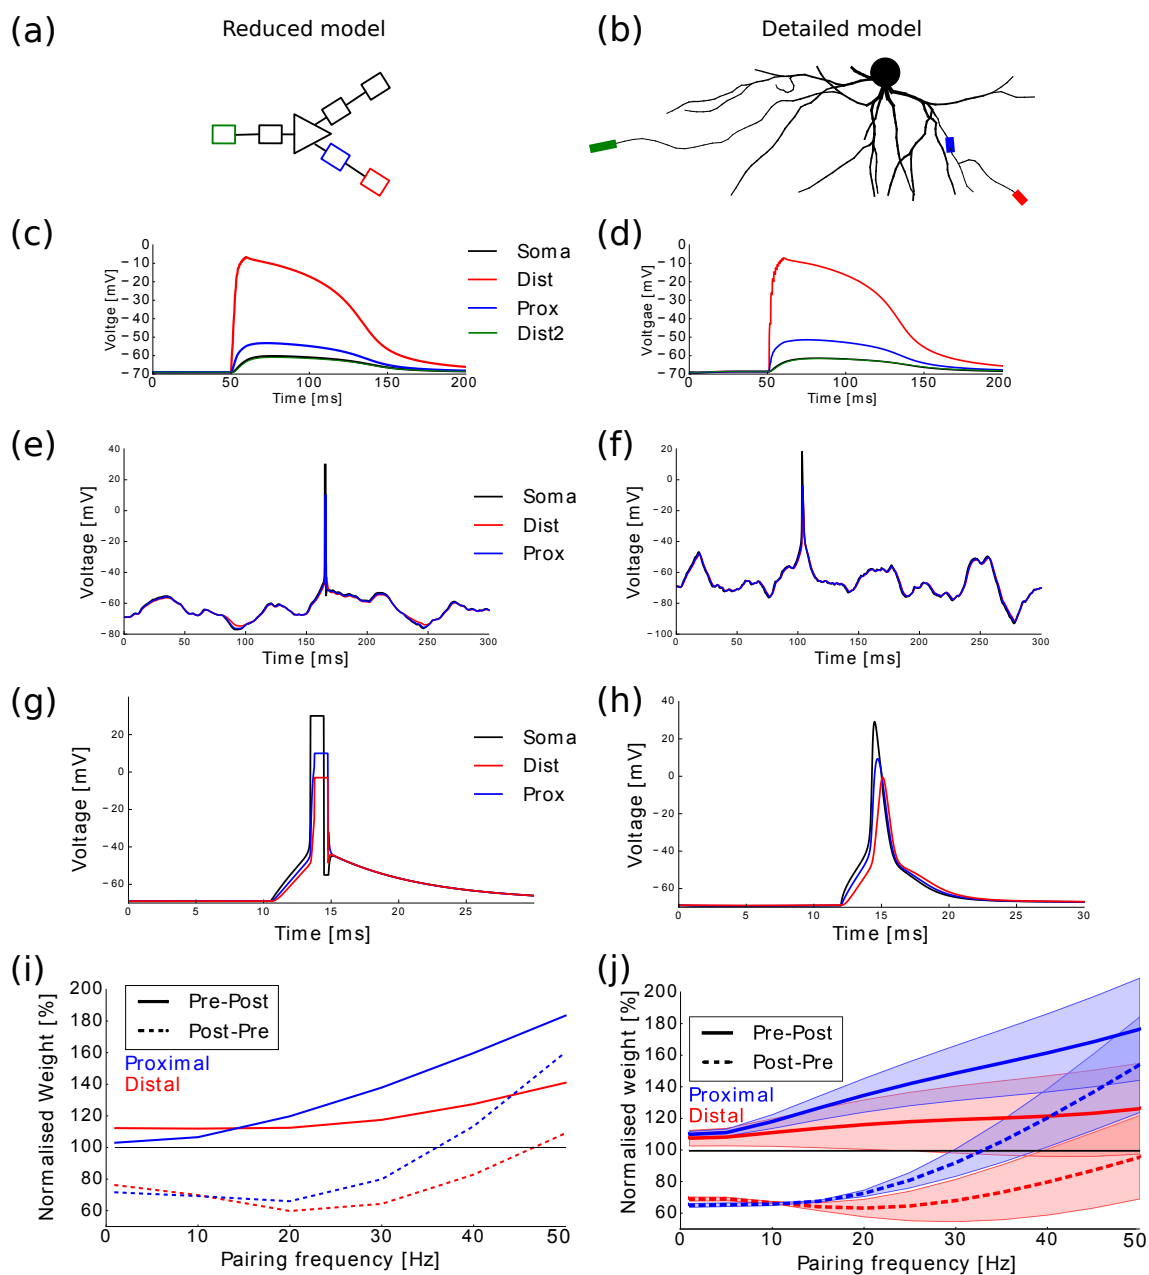 (a) Reduced model
(b) Detailed model
(c)
0
−10
−20
−30
−40
−50
−60
−70
Voltge [mV]
0 50 100 150 200
Time [ms]
Soma
Dist
Prox
Dist2
(d)
0
−10
−20
−30
−40
−50
−60
−70
Voltgae [mV]
0 50 100 150 200
Time [ms]
(e)
40
20
0
−20
−40
−60
−80
Voltage [mV]
0 50 100 150 200 250 300
Time [ms]
Soma
Dist
Prox
(f)
20
0
−20
−40
−60
−80
−100
Voltage [mV]
0 50 100 150 200 250 300
Time [ms]
(g)
20
0
−20
−40
−60
Voltage [mV]
0 5 10 15 20 25
Time [ms]
Soma
Dist
Prox
(h)
40
20
0
−20
−40
−60
Voltage [mV]
0 5 10 15 20 25 30
Time [ms]
(i)
200
180
160
140
120
100
80
60
Normalised Weight [%]
Pre-Post
Post-Pre
Proximal
Distal
0 10 20 30 40 50
Pairing frequency [Hz]
(j)
200
180
160
140
120
100
80
60
Normalised weight [%]
Pre-Post
Post-Pre
Proximal
Distal
0 10 20 30 40 50
Pairing frequency [Hz]